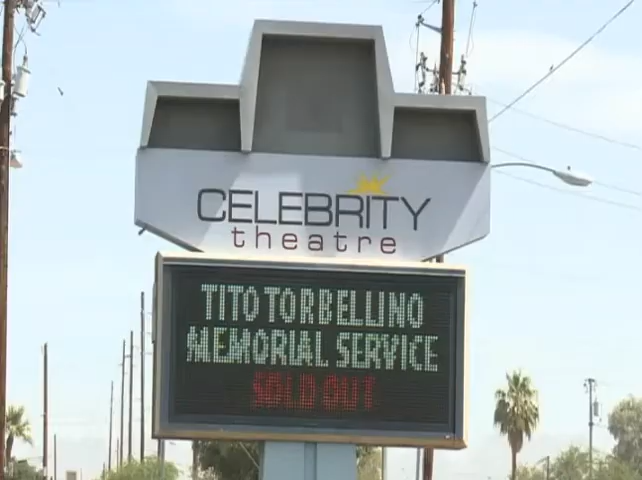 CELEBRITY
theatre
TITO TORBELLINO
MEMORIAL SERVICE
SOLD OUT